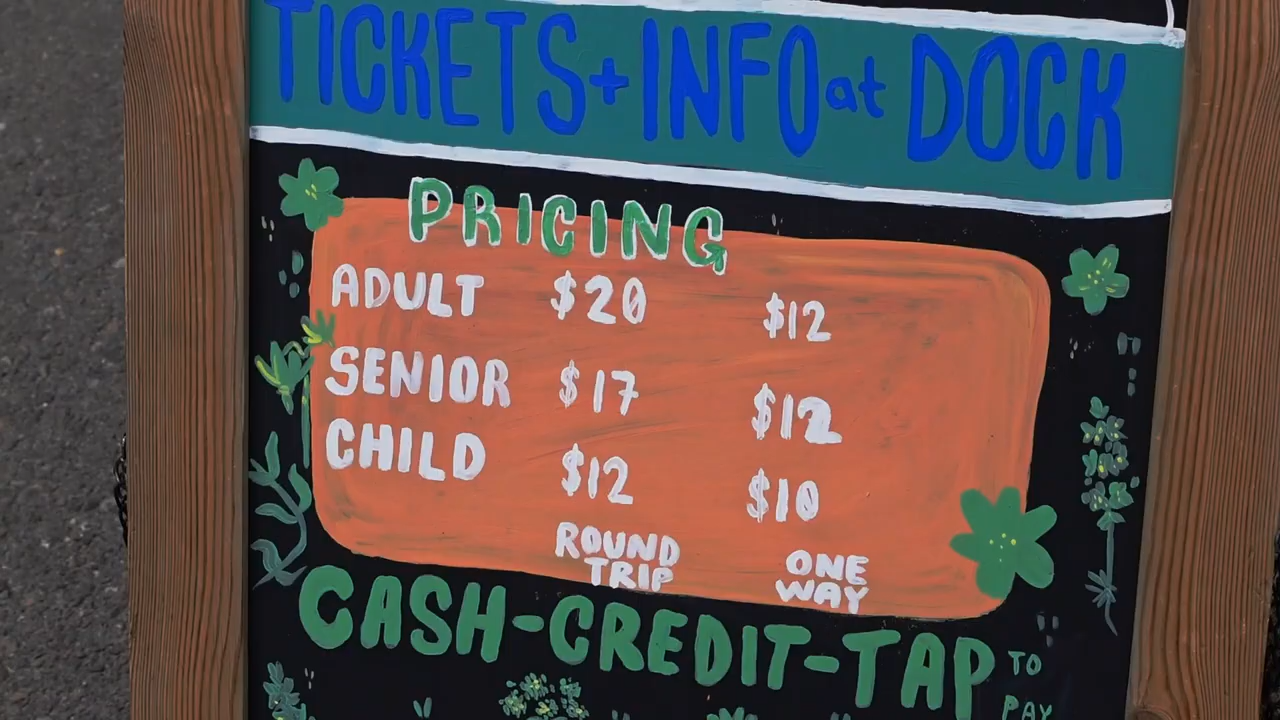 TICKETS + INFO at DOCK
PRICING
ADULT $20 $12
SENIOR $17 $12
CHILD $12 $10
ROUND TRIP ONE WAY
CASH-CREDIT-TAP TO PAY